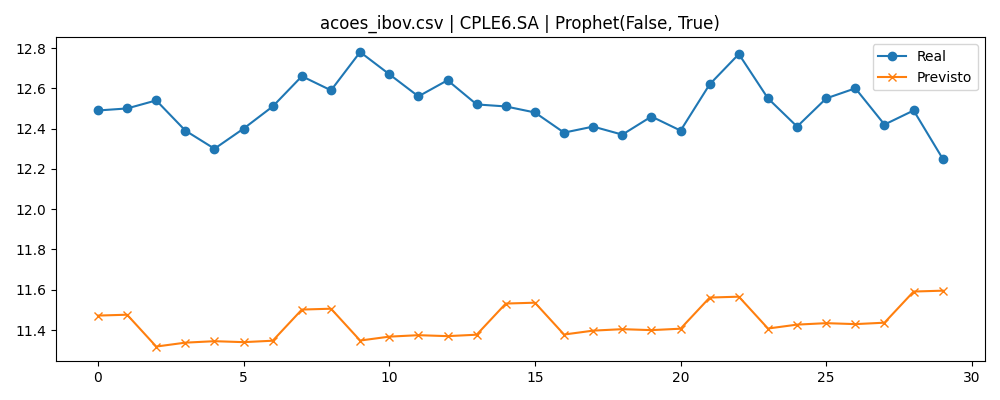 acoes_ibov.csv | CPLE6.SA | Prophet(False, True)
Real
Previsto
12.8
12.6
12.4
12.2
12.0
11.8
11.6
11.4
0 5 10 15 20 25 30